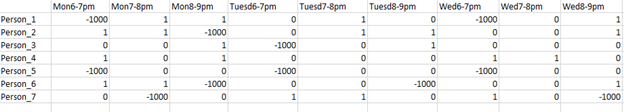 Mon6-7pm Mon7-8pm Mon8-9pm Tuesd6-7pm Tuesd7-8pm Tuesd8-9pm Wed6-7pm Wed7-8pm Wed8-9pm
Person_1 -1000 1 1 0 1 0 -1000 0 1
Person_2 1 1 -1000 0 1 1 0 0 1
Person_3 0 0 1 -1000 0 1 0 0 0
Person_4 1 0 1 0 0 0 1 1 0
Person_5 -1000 0 0 -1000 0 0 -1000 0 0
Person_6 1 1 -1000 0 0 -1000 0 0 1
Person_7 0 -1000 0 1 1 0 1 0 -1000